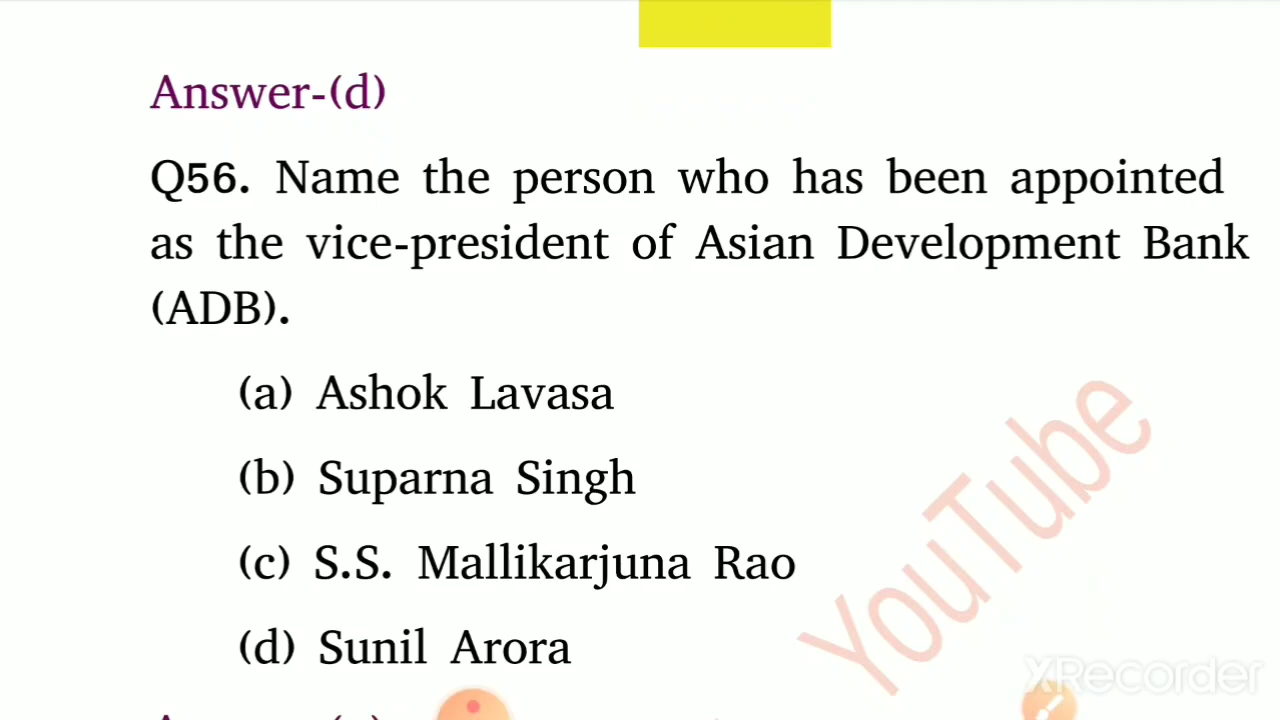 Answer-(d)
Q56. Name the person who has been appointed
as the vice-president of Asian Development Bank
(ADB).
(a) Ashok Lavasa
(b) Suparna Singh
(c) S.S. Mallikarjuna Rao
(d) Sunil Arora
YouTube
XRecorder